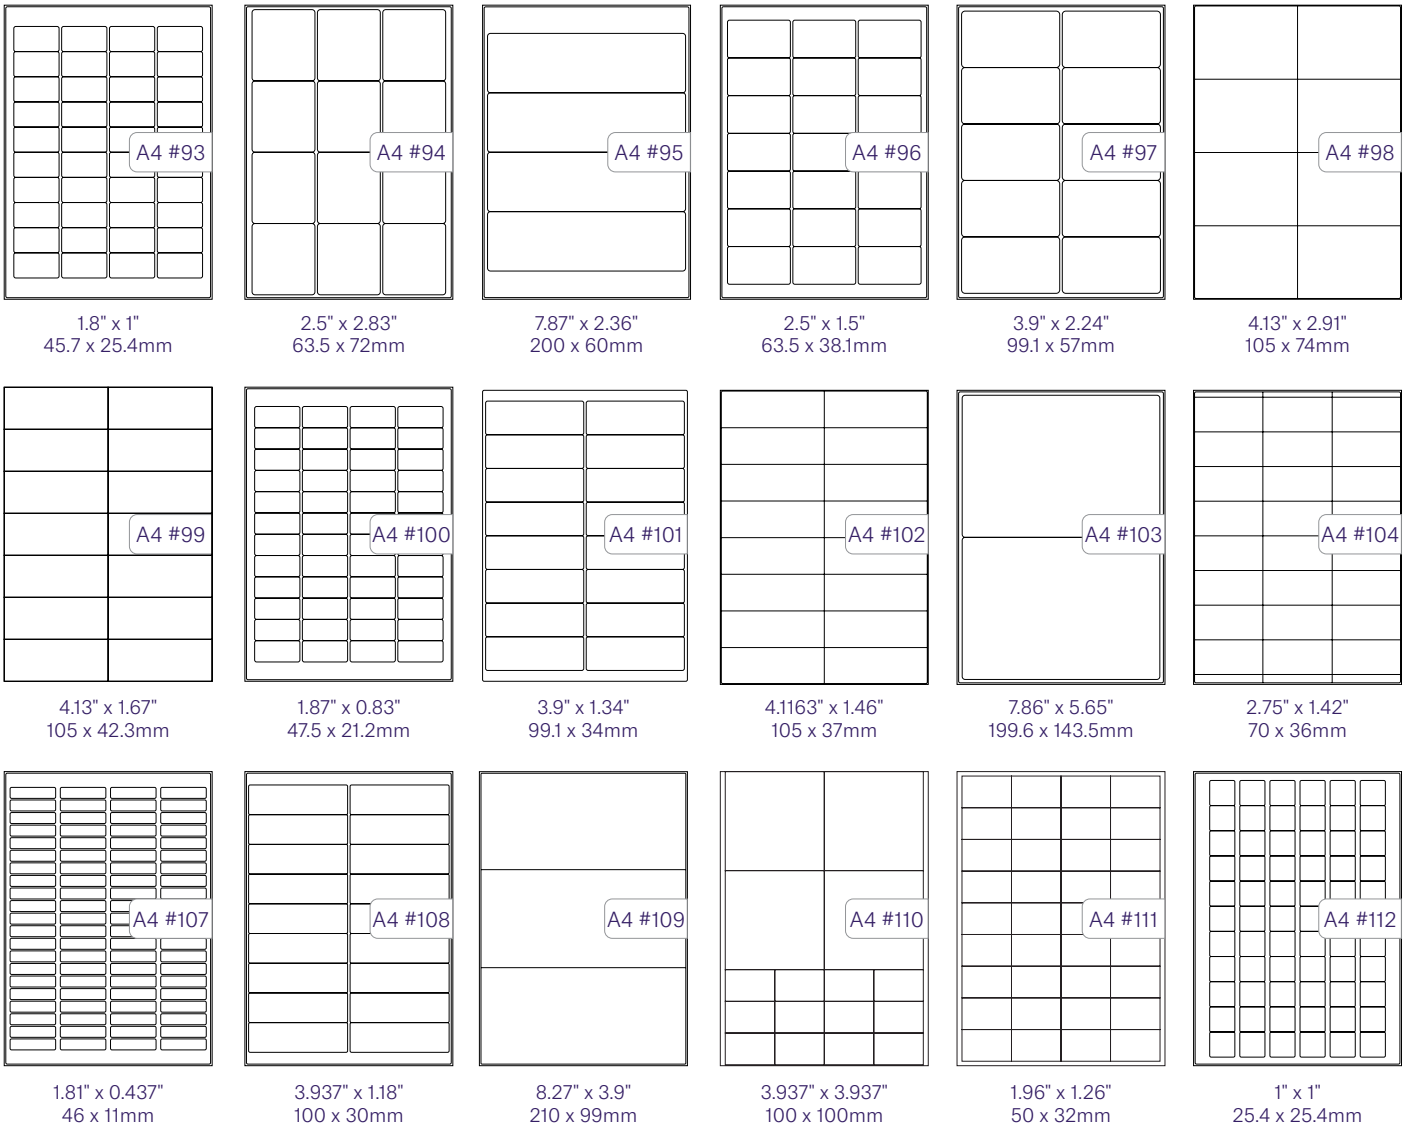 A4 #93
A4 #94
A4 #95
A4 #96
A4 #97
A4 #98
1.8" x 1"
45.7 x 25.4mm
2.5" x 2.83"
63.5 x 72mm
7.87" x 2.36"
200 x 60mm
2.5" x 1.5"
63.5 x 38.1mm
3.9" x 2.24"
99.1 x 57mm
4.13" x 2.91"
105 x 74mm
A4 #99
A4 #100
A4 #101
A4 #102
A4 #103
A4 #104
4.13" x 1.67"
105 x 42.3mm
1.87" x 0.83"
47.5 x 21.2mm
3.9" x 1.34"
99.1 x 34mm
4.1163" x 1.46"
105 x 37mm
7.86" x 5.65"
199.6 x 143.5mm
2.75" x 1.42"
70 x 36mm
A4 #107
A4 #108
A4 #109
A4 #110
A4 #111
A4 #112
1.81" x 0.437"
46 x 11mm
3.937" x 1.18"
100 x 30mm
8.27" x 3.9"
210 x 99mm
3.937" x 3.937"
100 x 100mm
1.96" x 1.26"
50 x 32mm
1" x 1"
25.4 x 25.4mm